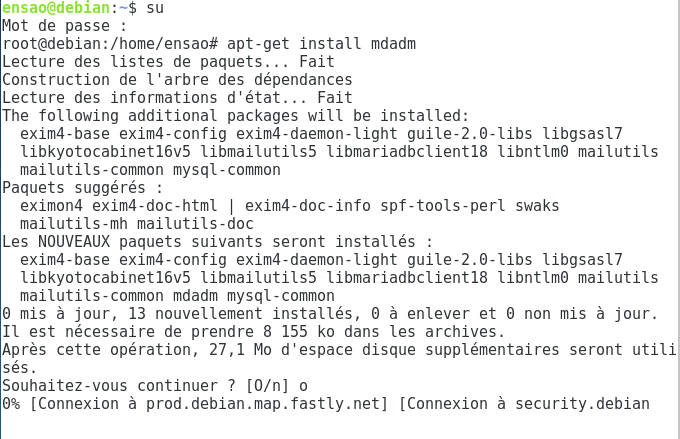 ensao@debian:~$ su
Mot de passe :
root@debian:/home/ensao# apt-get install mdadm
Lecture des listes de paquets... Fait
Construction de l'arbre des dépendances
Lecture des informations d'état... Fait
The following additional packages will be installed:
  exim4-base exim4-config exim4-daemon-light guile-2.0-libs libgsasl7
  libkyotocabinet16v5 libmailutils5 libmariadbclient18 libntlm0 mailutils
  mailutils-common mysql-common
Paquets suggérés :
  eximon4 exim4-doc-html | exim4-doc-info spf-tools-perl swaks
  mailutils-mh mailutils-doc
Les NOUVEAUX paquets suivants seront installés :
  exim4-base exim4-config exim4-daemon-light guile-2.0-libs libgsasl7
  libkyotocabinet16v5 libmailutils5 libmariadbclient18 libntlm0 mailutils
  mailutils-common mdadm mysql-common
0 mis à jour, 13 nouvellement installés, 0 à enlever et 0 non mis à jour.
Il est nécessaire de prendre 8 155 ko dans les archives.
Après cette opération, 27,1 Mo d'espace disque supplémentaires seront utili
sés.
Souhaitez-vous continuer ? [O/n] o
0% [Connexion à prod.debian.map.fastly.net] [Connexion à security.debian